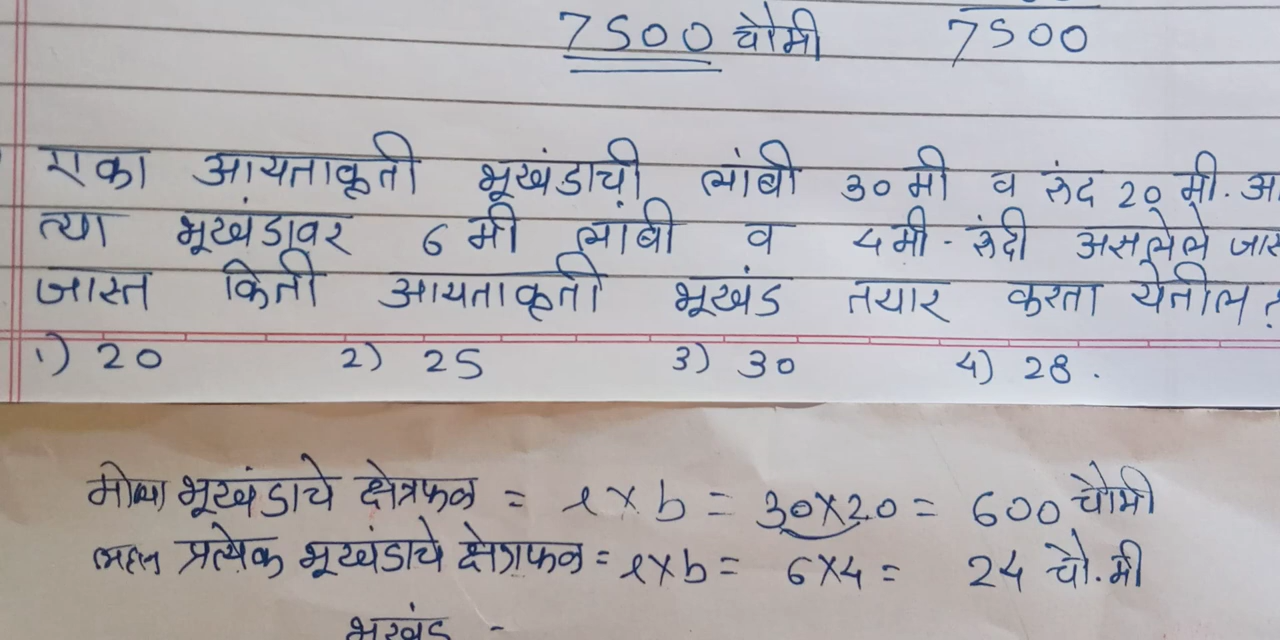 7500 चौमी 7500
एका आयताकृती भूखंडाची लांबी 30 मी व रुंद 20 मी. आ
त्या भूखंडावर 6 मी लांबी व 4 मी - रुंदी असलेले जास
जास्त किती आयताकृती भूखंड तयार करता येतील ?
1) 20 2) 25 3) 30 4) 28 .
मोठ्या भूखंडाचे क्षेत्रफळ = l × b = 30 × 20 = 600 चौमी
लहान प्रत्येक भूखंडाचे क्षेत्रफळ = l × b = 6 × 4 = 24 चौ. मी
भूखंड =